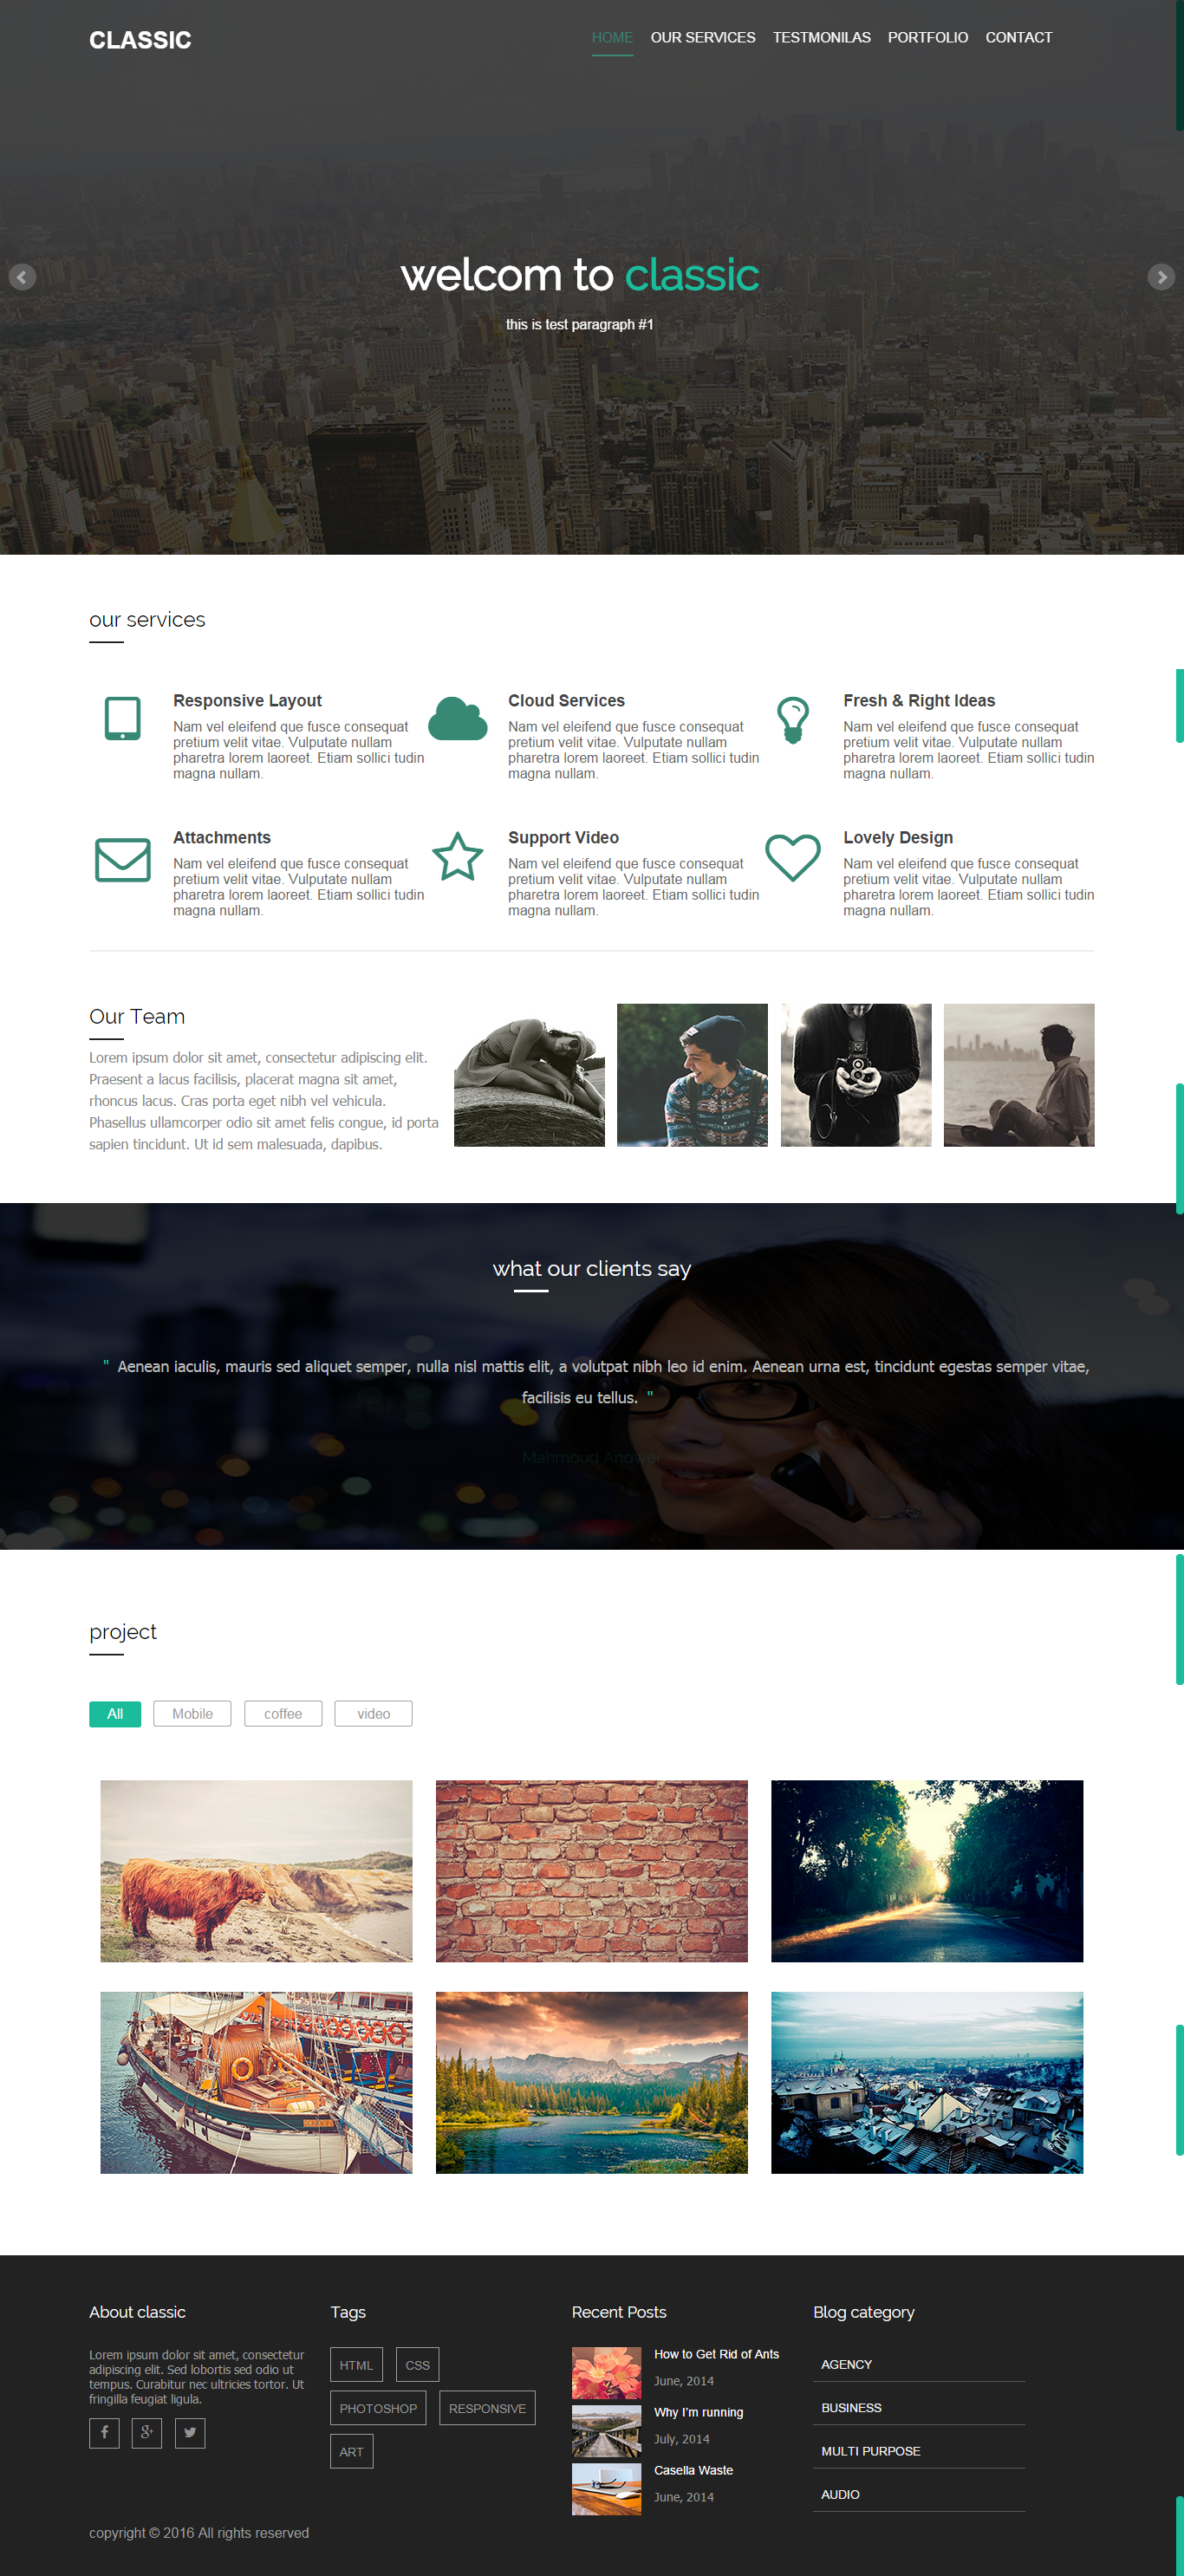 CLASSIC
HOME OUR SERVICES TESTMONILAS PORTFOLIO CONTACT
welcom to classic
this is test paragraph #1
our services
Responsive Layout
Nam vel eleifend que fusce consequat
pretium velit vitae. Vulputate nullam
pharetra lorem laoreet. Etiam sollici tudin
magna nullam.
Cloud Services
Nam vel eleifend que fusce consequat
pretium velit vitae. Vulputate nullam
pharetra lorem laoreet. Etiam sollici tudin
magna nullam.
Fresh & Right Ideas
Nam vel eleifend que fusce consequat
pretium velit vitae. Vulputate nullam
pharetra lorem laoreet. Etiam sollici tudin
magna nullam.
Attachments
Nam vel eleifend que fusce consequat
pretium velit vitae. Vulputate nullam
pharetra lorem laoreet. Etiam sollici tudin
magna nullam.
Support Video
Nam vel eleifend que fusce consequat
pretium velit vitae. Vulputate nullam
pharetra lorem laoreet. Etiam sollici tudin
magna nullam.
Lovely Design
Nam vel eleifend que fusce consequat
pretium velit vitae. Vulputate nullam
pharetra lorem laoreet. Etiam sollici tudin
magna nullam.
Our Team
Lorem ipsum dolor sit amet, consectetur adipiscing elit.
Praesent a lacus facilisis, placerat magna sit amet,
rhoncus lacus. Cras porta eget nibh vel vehicula.
Phasellus ullamcorper odio sit amet felis congue, id porta
sapien tincidunt. Ut id sem malesuada, dapibus.
what our clients say
" Aenean iaculis, mauris sed aliquet semper, nulla nisl mattis elit, a volutpat nibh leo id enim. Aenean urna est, tincidunt egestas semper vitae,
facilisis eu tellus. "
Mahmoud Anower
project
All Mobile coffee video
About classic
Lorem ipsum dolor sit amet, consectetur
adipiscing elit. Sed lobortis sed odio ut
tempus. Curabitur nec ultricies tortor. Ut
fringilla feugiat ligula.
Tags
HTML CSS
PHOTOSHOP RESPONSIVE
ART
Recent Posts
How to Get Rid of Ants
June, 2014
Why I'm running
July, 2014
Casella Waste
June, 2014
Blog category
AGENCY
BUSINESS
MULTI PURPOSE
AUDIO
copyright © 2016 All rights reserved